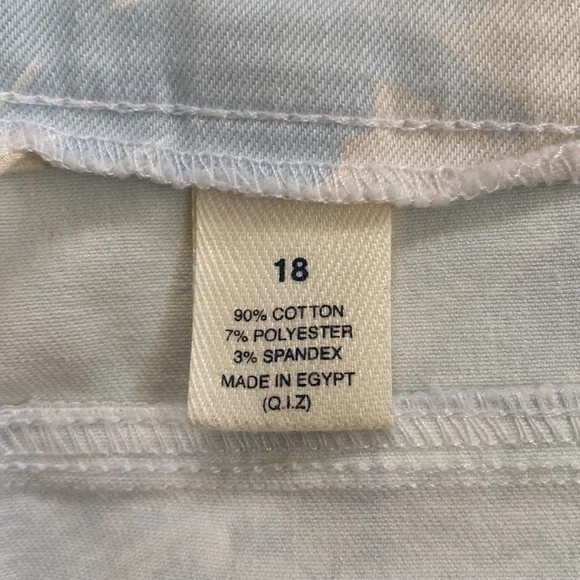 18
90% COTTON
7% POLYESTER
3% SPANDEX
MADE IN EGYPT
(Q.I.Z)